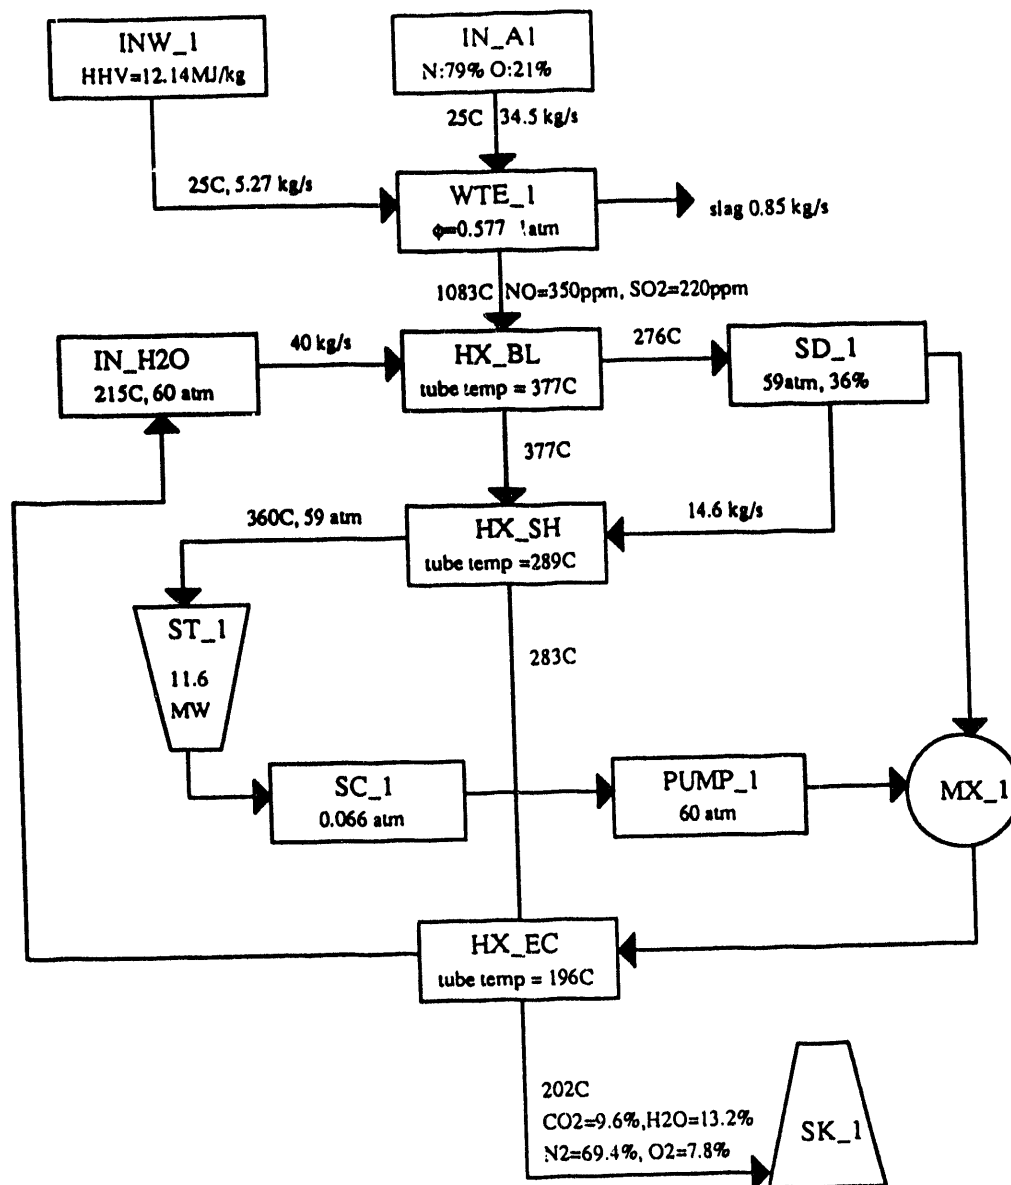 INW_1
HHV=12.14MJ/kg
IN_A1
N:79% O:21%
25C 34.5 kg/s
25C, 5.27 kg/s
WTE_1
ϕ=0.577 1atm
slag 0.85 kg/s
1083C NO=350ppm, SO2=220ppm
IN_H2O
215C, 60 atm
40 kg/s
HX_BL
tube temp = 377C
276C
SD_1
59atm, 36%
377C
360C, 59 atm
HX_SH
tube temp =289C
14.6 kg/s
ST_1
11.6
MW
283C
SC_1
0.066 atm
PUMP_1
60 atm
MX_1
HX_EC
tube temp = 196C
202C
CO2=9.6%,H2O=13.2%
N2=69.4%, O2=7.8%
SK_1